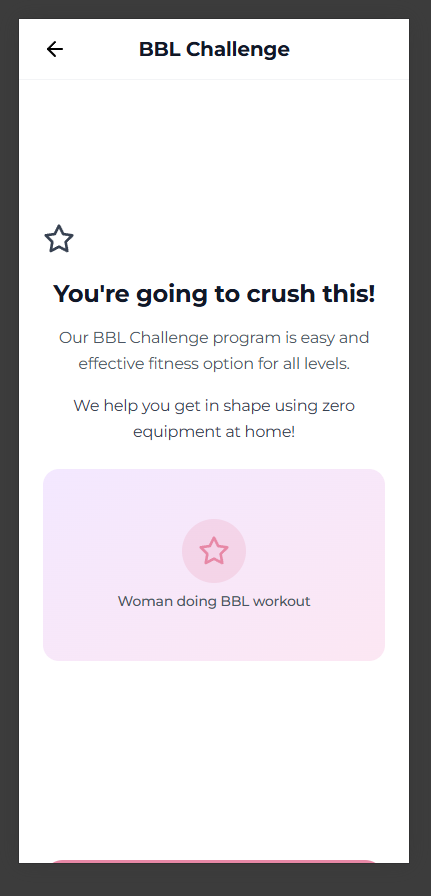 BBL Challenge
You're going to crush this!
Our BBL Challenge program is easy and
effective fitness option for all levels.
We help you get in shape using zero
equipment at home!
Woman doing BBL workout